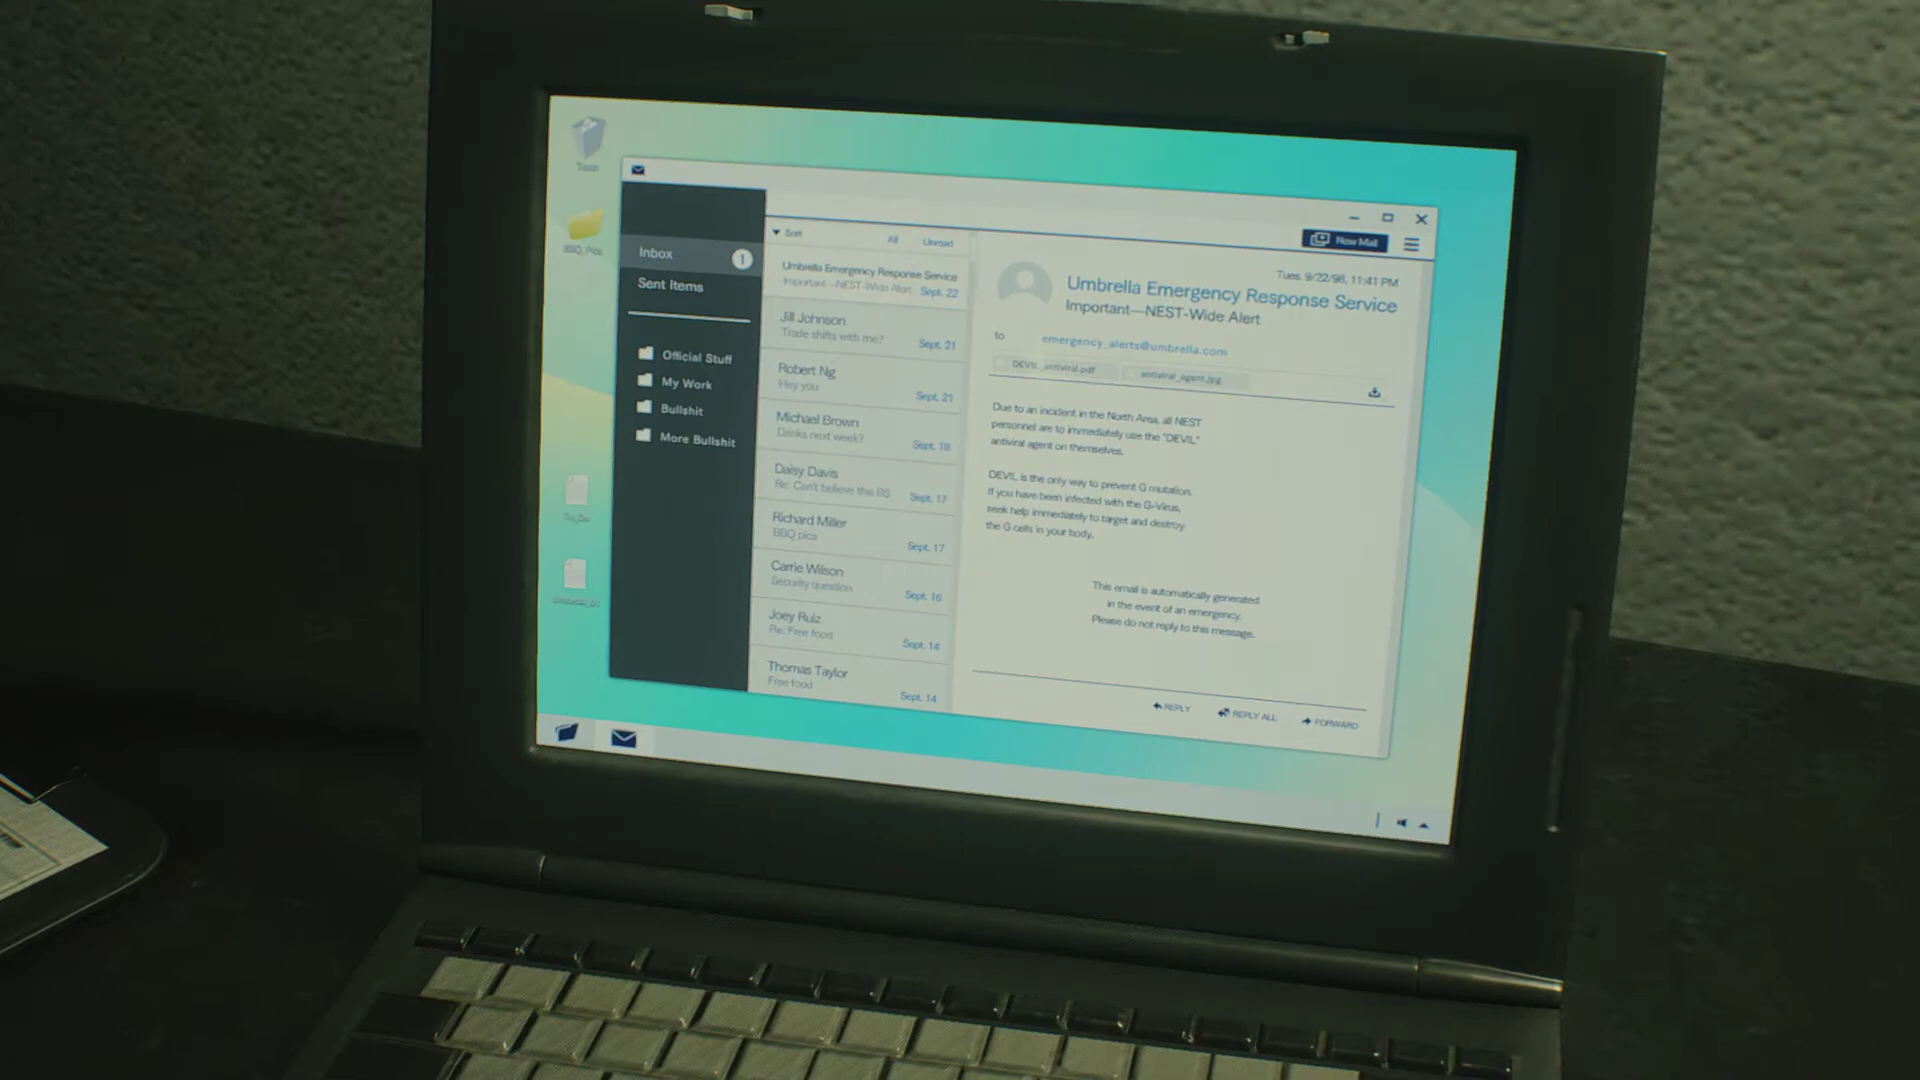 Trash
BBQ_Pics
Inbox
1
Sent Items
Official Stuff
My Work
Bullshit
More Bullshit
Sort
All
Unread
Umbrella Emergency Response Service
Important—NEST-Wide Alert
Sept. 22
Jill Johnson
Trade shifts with me?
Sept. 21
Robert Ng
Hey you
Sept. 21
Michael Brown
Drinks next week?
Sept. 18
Daisy Davis
Re: Can't believe this BS
Sept. 17
Richard Miller
BBQ pics
Sept. 17
Carrie Wilson
Security question
Sept. 16
Joey Ruiz
Re: Free food
Sept. 14
Thomas Taylor
Free food
Sept. 14
New Mail
Tues. 9/22/98, 11:41 PM
Umbrella Emergency Response Service
Important—NEST-Wide Alert
to
emergency_alerts@umbrella.com
DEVIL_antiviral.pdf
antiviral_agent.jpg
Due to an incident in the North Area, all NEST
personnel are to immediately use the "DEVIL"
antiviral agent on themselves.
DEVIL is the only way to prevent G mutation.
If you have been infected with the G-Virus,
seek help immediately to target and destroy
the G cells in your body.
This email is automatically generated
in the event of an emergency.
Please do not reply to this message.
REPLY
REPLY ALL
FORWARD